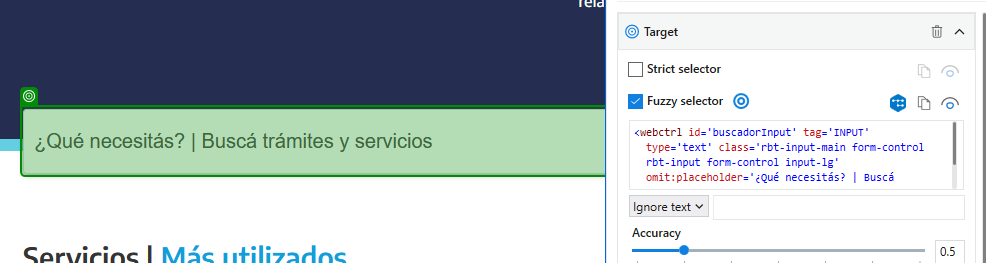 Target
Strict selector
Fuzzy selector
¿Qué necesitás? | Buscá trámites y servicios
<webctrl id='buscadorInput' tag='INPUT'
type='text' class='rbt-input-main form-control
rbt-input form-control input-lg'
omit:placeholder='¿Qué necesitás? | Buscá
Ignore text
Accuracy
0.5
Servicios | Más utilizados